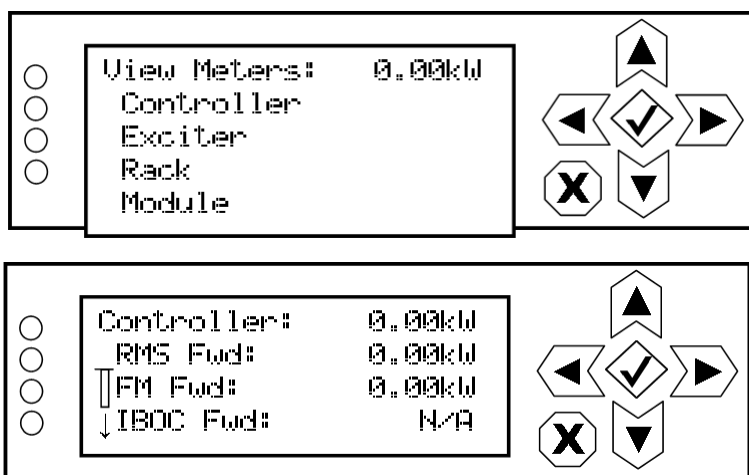 View Meters: 0.00kW
Controller
Exciter
Rack
Module
X
Controller: 0.00kW
RMS Fwd: 0.00kW
FM Fwd: 0.00kW
↓IBOC Fwd: N/A
X